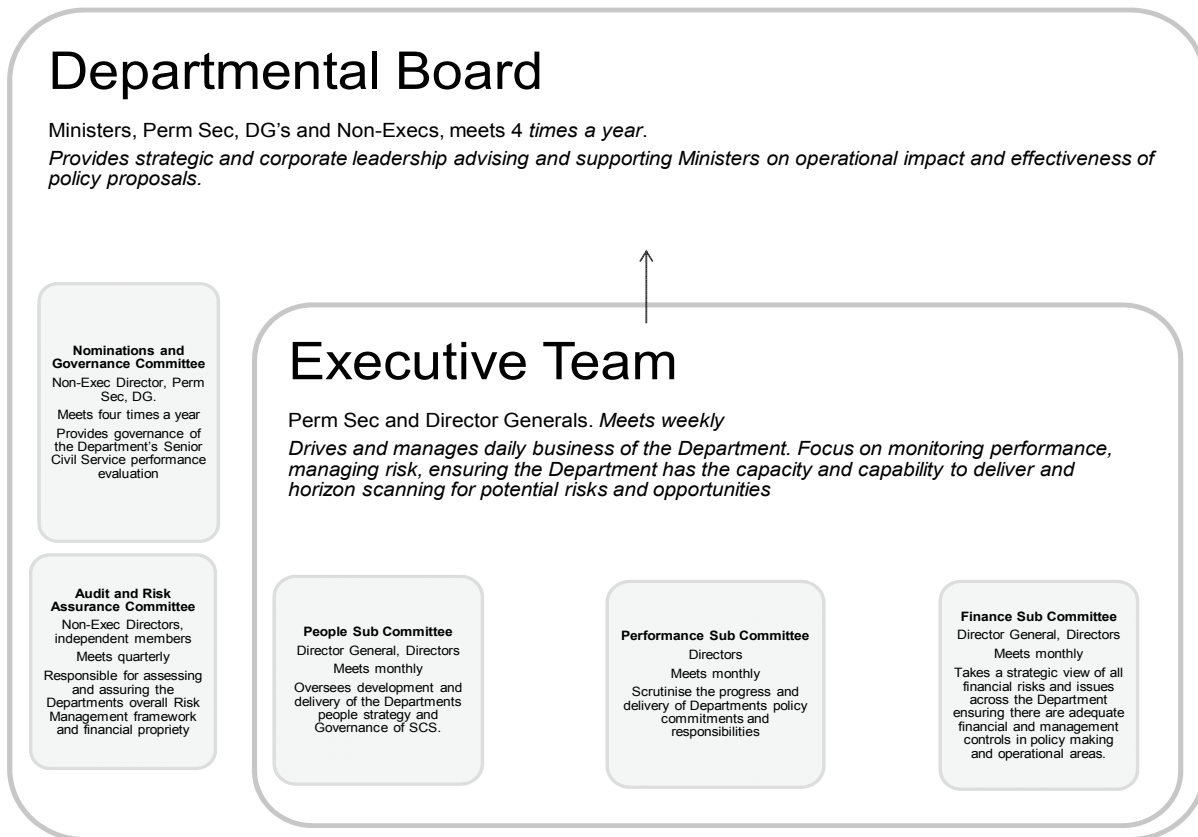 Departmental Board
Ministers, Perm Sec, DG's and Non-Execs, meets 4 times a year.
Provides strategic and corporate leadership advising and supporting Ministers on operational impact and effectiveness of
policy proposals.
Nominations and
Governance Committee
Non-Exec Director, Perm
Sec, DG.
Meets four times a year
Provides governance of
the Department's Senior
Civil Service performance
evaluation
Audit and Risk
Assurance Committee
Non-Exec Directors,
independent members
Meets quarterly
Responsible for assessing
and assuring the
Departments overall Risk
Management framework
and financial propriety
Executive Team
Perm Sec and Director Generals. Meets weekly
Drives and manages daily business of the Department. Focus on monitoring performance,
managing risk, ensuring the Department has the capacity and capability to deliver and
horizon scanning for potential risks and opportunities
People Sub Committee
Director General, Directors
Meets monthly
Oversees development and
delivery of the Departments
people strategy and
Governance of SCS.
Performance Sub Committee
Directors
Meets monthly
Scrutinise the progress and
delivery of Departments policy
commitments and
responsibilities
Finance Sub Committee
Director General, Directors
Meets monthly
Takes a strategic view of all
financial risks and issues
across the Department
ensuring there are adequate
financial and management
controls in policy making
and operational areas.